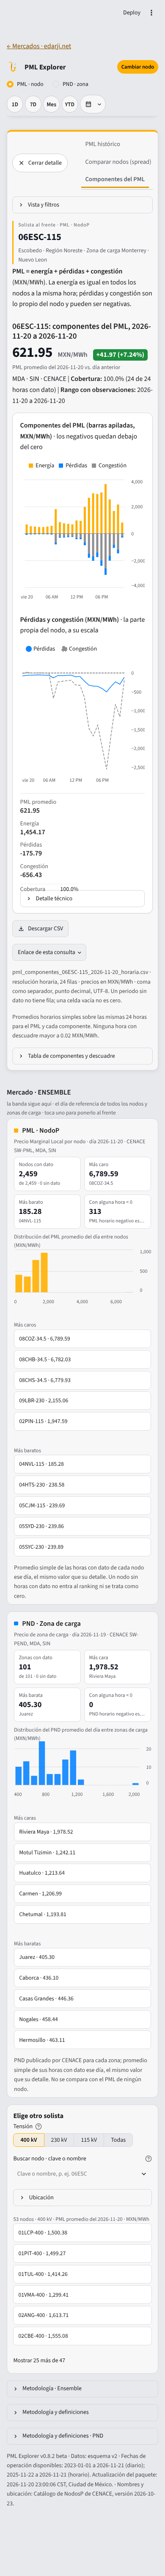 Deploy
← Mercados · edarji.net
PML Explorer
Cambiar nodo
PML · nodo
PND · zona
1D
7D
Mes
YTD
Cerrar detalle
PML histórico
Comparar nodos (spread)
Componentes del PML
Vista y filtros
Solista al frente · PML · NodoP
06ESC-115
Escobedo · Región Noreste · Zona de carga Monterrey ·
Nuevo Leon
PML = energía + pérdidas + congestión
(MXN/MWh). La energía es igual en todos los
nodos a la misma hora; pérdidas y congestión son
lo propio del nodo y pueden ser negativas.
06ESC-115: componentes del PML, 2026-
11-20 a 2026-11-20
621.95 MXN/MWh +41.97 (+7.24%)
PML promedio del 2026-11-20 vs. día anterior
MDA · SIN · CENACE | Cobertura: 100,0% (24 de 24
horas con dato) | Rango con observaciones: 2026-
11-20 a 2026-11-20
Componentes del PML (barras apiladas,
MXN/MWh) · los negativos quedan debajo
del cero
Energía
Pérdidas
Congestión
4,000
2,000
0
−2,000
−4,000
vie 20
06 AM
12 PM
06 PM
Pérdidas y congestión (MXN/MWh) · la parte
propia del nodo, a su escala
Pérdidas
Congestión
0
−500
−1,000
−1,500
−2,000
−2,500
vie 20
06 AM
12 PM
06 PM
PML promedio
621.95
Energía
1,454.17
Pérdidas
-175.79
Congestión
-656.43
Cobertura 100.0%
Detalle técnico
Descargar CSV
Enlace de esta consulta
pml_componentes_06ESC-115_2026-11-20_horaria.csv ·
resolución horaria, 24 filas · precios en MXN/MWh · coma
como separador, punto decimal, UTF-8. Un periodo sin
dato no tiene fila; una celda vacía no es cero.
Promedios horarios simples sobre las mismas 24 horas
para el PML y cada componente. Ninguna hora con
descuadre mayor a 0.02 MXN/MWh.
Tabla de componentes y descuadre
Mercado · ENSEMBLE
la banda sigue aquí · el día de referencia de todos los nodos y
zonas de carga · toca uno para ponerlo al frente
PML · NodoP
Precio Marginal Local por nodo · día 2026-11-20 · CENACE
SW-PML, MDA, SIN
Nodos con dato
2,459
de 2,459 · 0 sin dato
Más caro
6,789.59
08COZ-34.5
Más barato
185.28
04NVL-115
Con alguna hora < 0
313
PML horario negativo es...
Distribución del PML promedio del día entre nodos
(MXN/MWh)
1,000
500
0
0
2,000
4,000
6,000
Más caros
08COZ-34.5 · 6,789.59
08CHB-34.5 · 6,782.03
08CHS-34.5 · 6,779.93
09LBR-230 · 2,155.06
02PIN-115 · 1,947.59
Más baratos
04NVL-115 · 185.28
04HTS-230 · 238.58
05CJM-115 · 239.69
05SYD-230 · 239.86
05SYC-230 · 239.89
Promedio simple de las horas con dato de cada nodo
ese día, el mismo valor que su detalle. Un nodo sin
horas con dato no entra al ranking ni se trata como
cero.
PND · Zona de carga
Precio de zona de carga · día 2026-11-19 · CENACE SW-
PEND, MDA, SIN
Zonas con dato
101
de 101 · 0 sin dato
Más cara
1,978.52
Riviera Maya
Más barata
405.30
Juarez
Con alguna hora < 0
0
PND horario negativo es...
Distribución del PND promedio del día entre zonas de carga
(MXN/MWh)
20
10
0
400
800
1,200
1,600
2,000
Más caras
Riviera Maya · 1,978.52
Motul Tizimin · 1,242.11
Huatulco · 1,213.64
Carmen · 1,206.99
Chetumal · 1,193.81
Más baratas
Juarez · 405.30
Caborca · 436.10
Casas Grandes · 446.36
Nogales · 458.44
Hermosillo · 463.11
PND publicado por CENACE para cada zona; promedio
simple de sus horas con dato ese día, el mismo valor
que su detalle. No se compara con el PML de ningún
nodo.
Elige otro solista
Tensión
400 kV
230 kV
115 kV
Todas
Buscar nodo · clave o nombre
Clave o nombre, p. ej. 06ESC
Ubicación
53 nodos · 400 kV · PML promedio del 2026-11-20 · MXN/MWh
01LCP-400 · 1,500.38
01PIT-400 · 1,499.27
01TUL-400 · 1,414.26
01VMA-400 · 1,299.41
02ANG-400 · 1,613.71
02CBE-400 · 1,555.08
Mostrar 25 más de 47
Metodología · Ensemble
Metodología y definiciones
Metodología y definiciones · PND
PML Explorer v0.8.2 beta · Datos: esquema v2 · Fechas de
operación disponibles: 2023-01-01 a 2026-11-21 (diario);
2025-11-22 a 2026-11-21 (horario). Actualización del paquete:
2026-11-20 23:00:06 CST, Ciudad de México. · Nombres y
ubicación: Catálogo de NodosP de CENACE, versión 2026-10-
23.